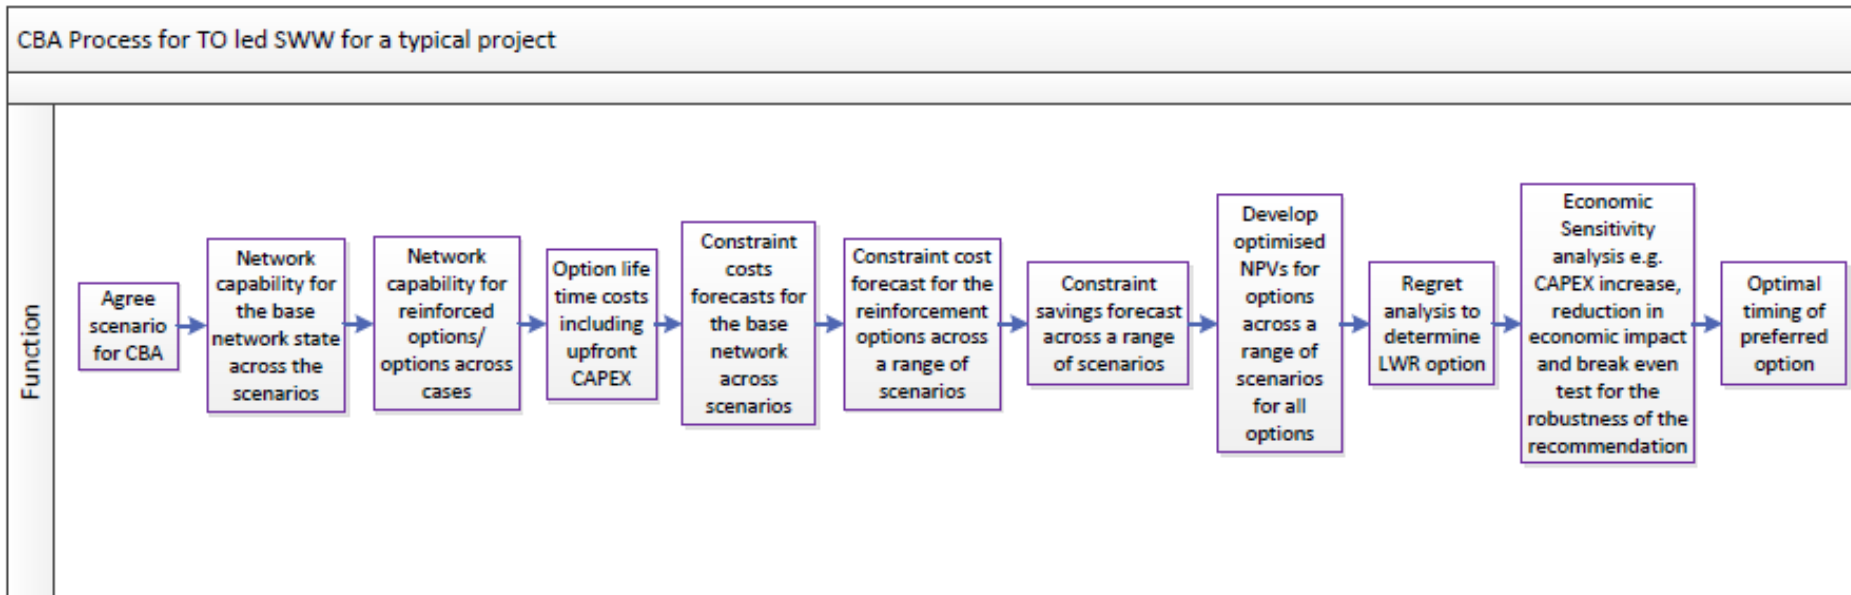 CBA Process for TO led SWW for a typical project
Function
Agree
scenario
for CBA
Network
capability for
the base
network state
across the
scenarios
Network
capability for
reinforced
options/
options across
cases
Option life
time costs
including
upfront
CAPEX
Constraint
costs
forecasts for
the base
network
across
scenarios
Constraint cost
forecast for the
reinforcement
options across
a range of
scenarios
Constraint
savings forecast
across a range
of scenarios
Develop
optimised
NPVs for
options
across a
range of
scenarios
for all
options
Regret
analysis to
determine
LWR option
Economic
Sensitivity
analysis e.g.
CAPEX increase,
reduction in
economic impact
and break even
test for the
robustness of the
recommendation
Optimal
timing of
preferred
option